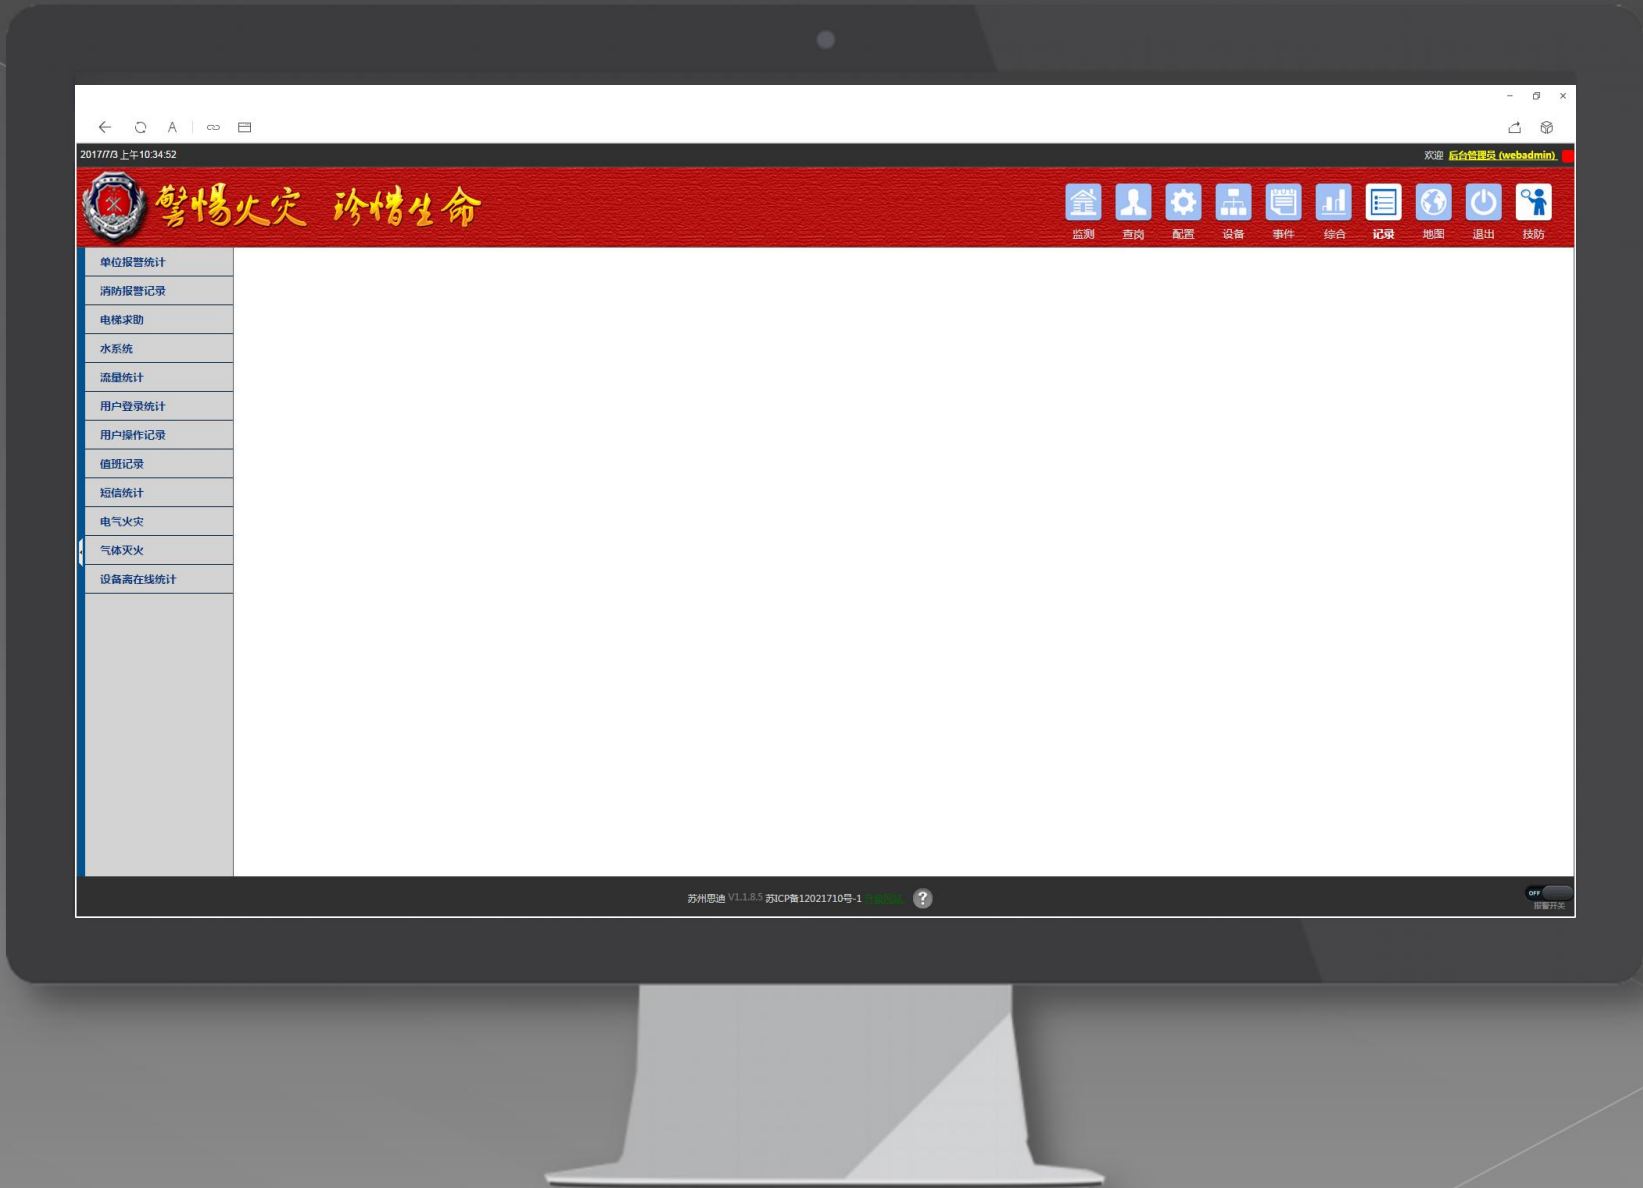 2017/7/3 上午10:34:52
欢迎 后台管理员 (webadmin)
警惕火灾 珍惜生命
监测 查岗 配置 设备 事件 综合 记录 地图 退出 技防
单位报警统计
消防报警记录
电梯求助
水系统
流量统计
用户登录统计
用户操作记录
值班记录
短信统计
电气火灾
气体灭火
设备离在线统计
苏州思迪 V1.1.8.5 苏ICP备12021710号-1
OFF
报警开关